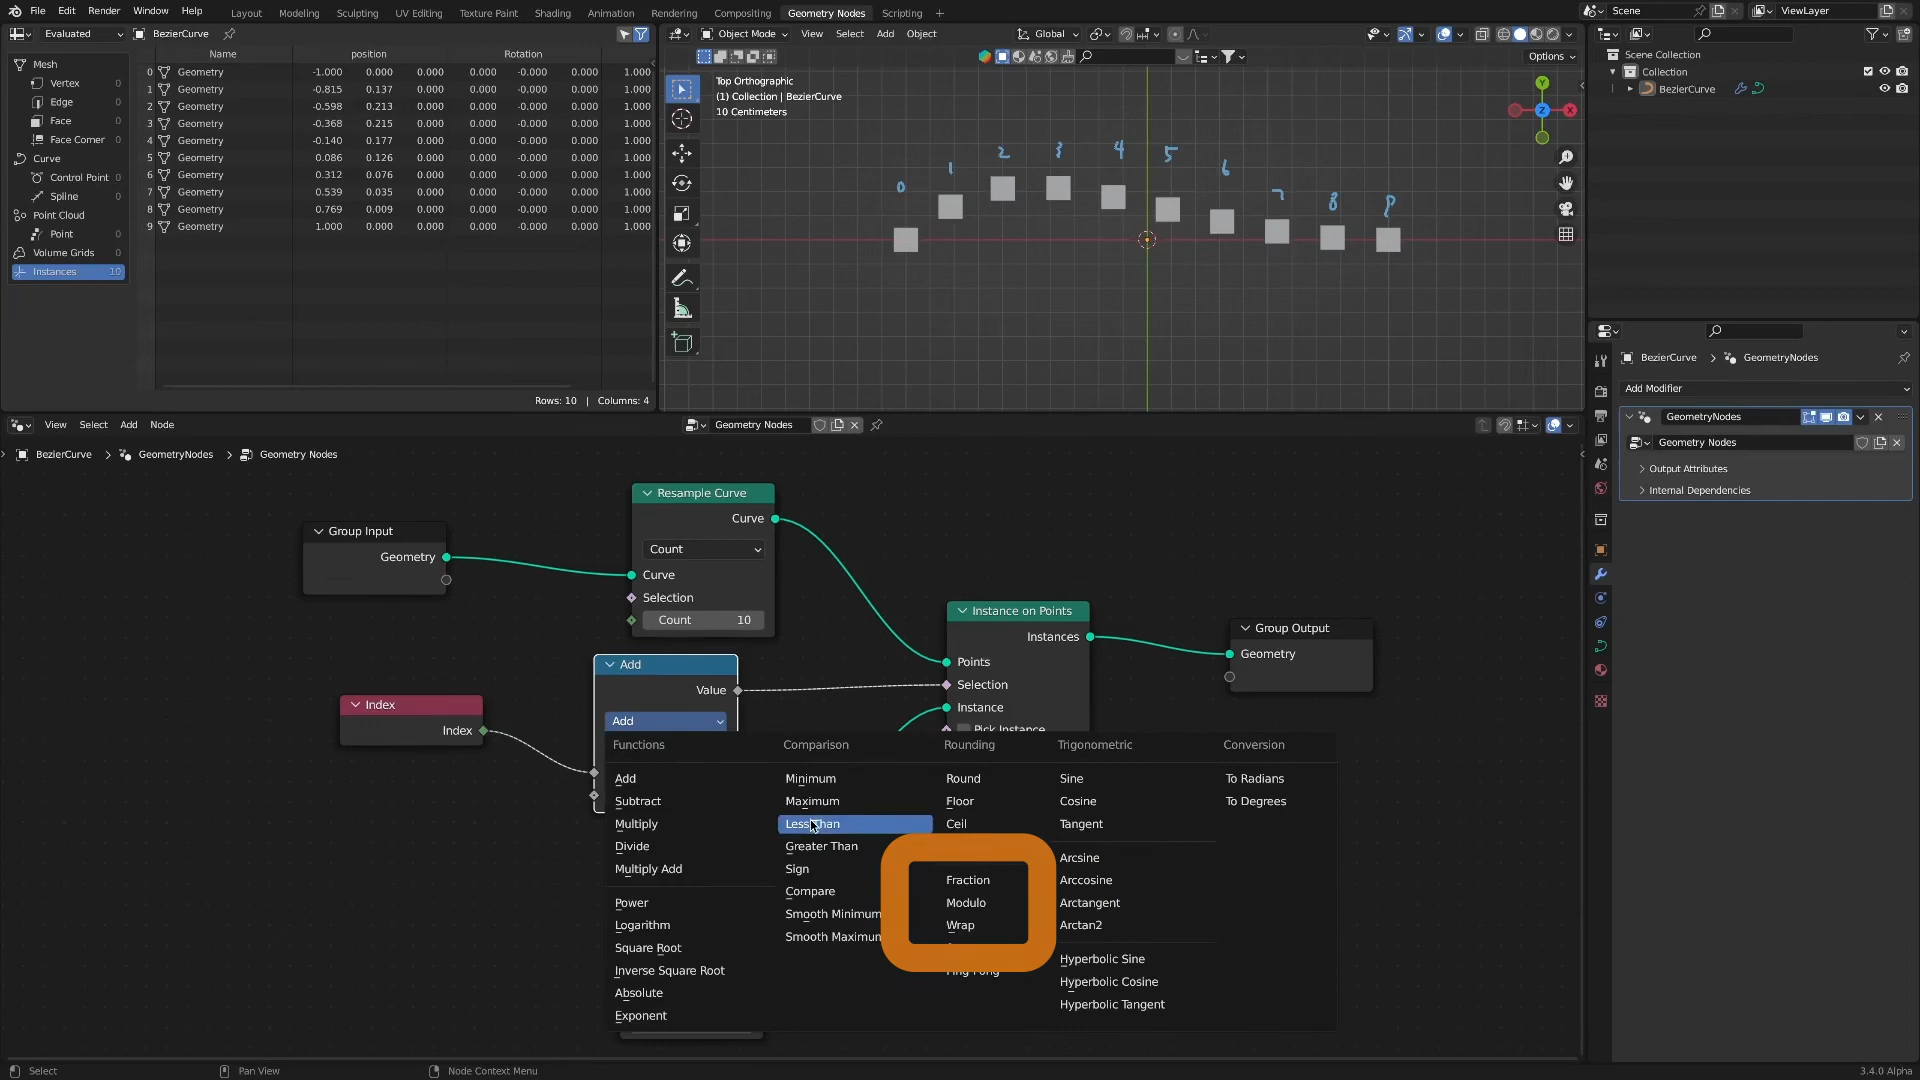 File Edit Render Window Help Layout Modeling Sculpting UV Editing Texture Paint Shading Animation Rendering Compositing Geometry Nodes Scripting + Scene ViewLayer
Evaluated BezierCurve
Object Mode View Select Add Object Global
Options
Name position Rotation
Mesh
Vertex 0
Edge 0
Face 0
Face Corner 0
Curve
Control Point 0
Spline 0
Point Cloud
Point 0
Volume Grids 0
Instances 10
0 Geometry -1.000 0.000 0.000 0.000 -0.000 0.000 1.000
1 Geometry -0.815 0.137 0.000 0.000 -0.000 0.000 1.000
2 Geometry -0.598 0.213 0.000 0.000 -0.000 0.000 1.000
3 Geometry -0.368 0.215 0.000 0.000 -0.000 0.000 1.000
4 Geometry -0.140 0.177 0.000 0.000 -0.000 0.000 1.000
5 Geometry 0.086 0.126 0.000 0.000 -0.000 0.000 1.000
6 Geometry 0.312 0.076 0.000 0.000 -0.000 0.000 1.000
7 Geometry 0.539 0.035 0.000 0.000 -0.000 0.000 1.000
8 Geometry 0.769 0.009 0.000 0.000 -0.000 0.000 1.000
9 Geometry 1.000 0.000 0.000 0.000 -0.000 0.000 1.000
Rows: 10 | Columns: 4
Top Orthographic
(1) Collection | BezierCurve
10 Centimeters
0 1 2 3 4 5 6 7 8 9
Y
Z X
Scene Collection
Collection
BezierCurve
BezierCurve > GeometryNodes
Add Modifier
GeometryNodes
Geometry Nodes
Output Attributes
Internal Dependencies
View Select Add Node Geometry Nodes
BezierCurve > GeometryNodes > Geometry Nodes
Group Input
Geometry
Resample Curve
Curve
Count
Curve
Selection
Count 10
Index
Index
Add
Value
Add
Instance on Points
Instances
Points
Selection
Instance
Pick Instance
Group Output
Geometry
Functions Comparison Rounding Trigonometric Conversion
Add Minimum Round Sine To Radians
Subtract Maximum Floor Cosine To Degrees
Multiply Less Than Ceil Tangent
Divide Greater Than
Multiply Add Sign Arcsine
Compare Fraction Arccosine
Power Smooth Minimum Modulo Arctangent
Logarithm Smooth Maximum Wrap Arctan2
Square Root
Inverse Square Root Ping Pong Hyperbolic Sine
Absolute Hyperbolic Cosine
Exponent Hyperbolic Tangent
Select Pan View Node Context Menu 3.4.0 Alpha